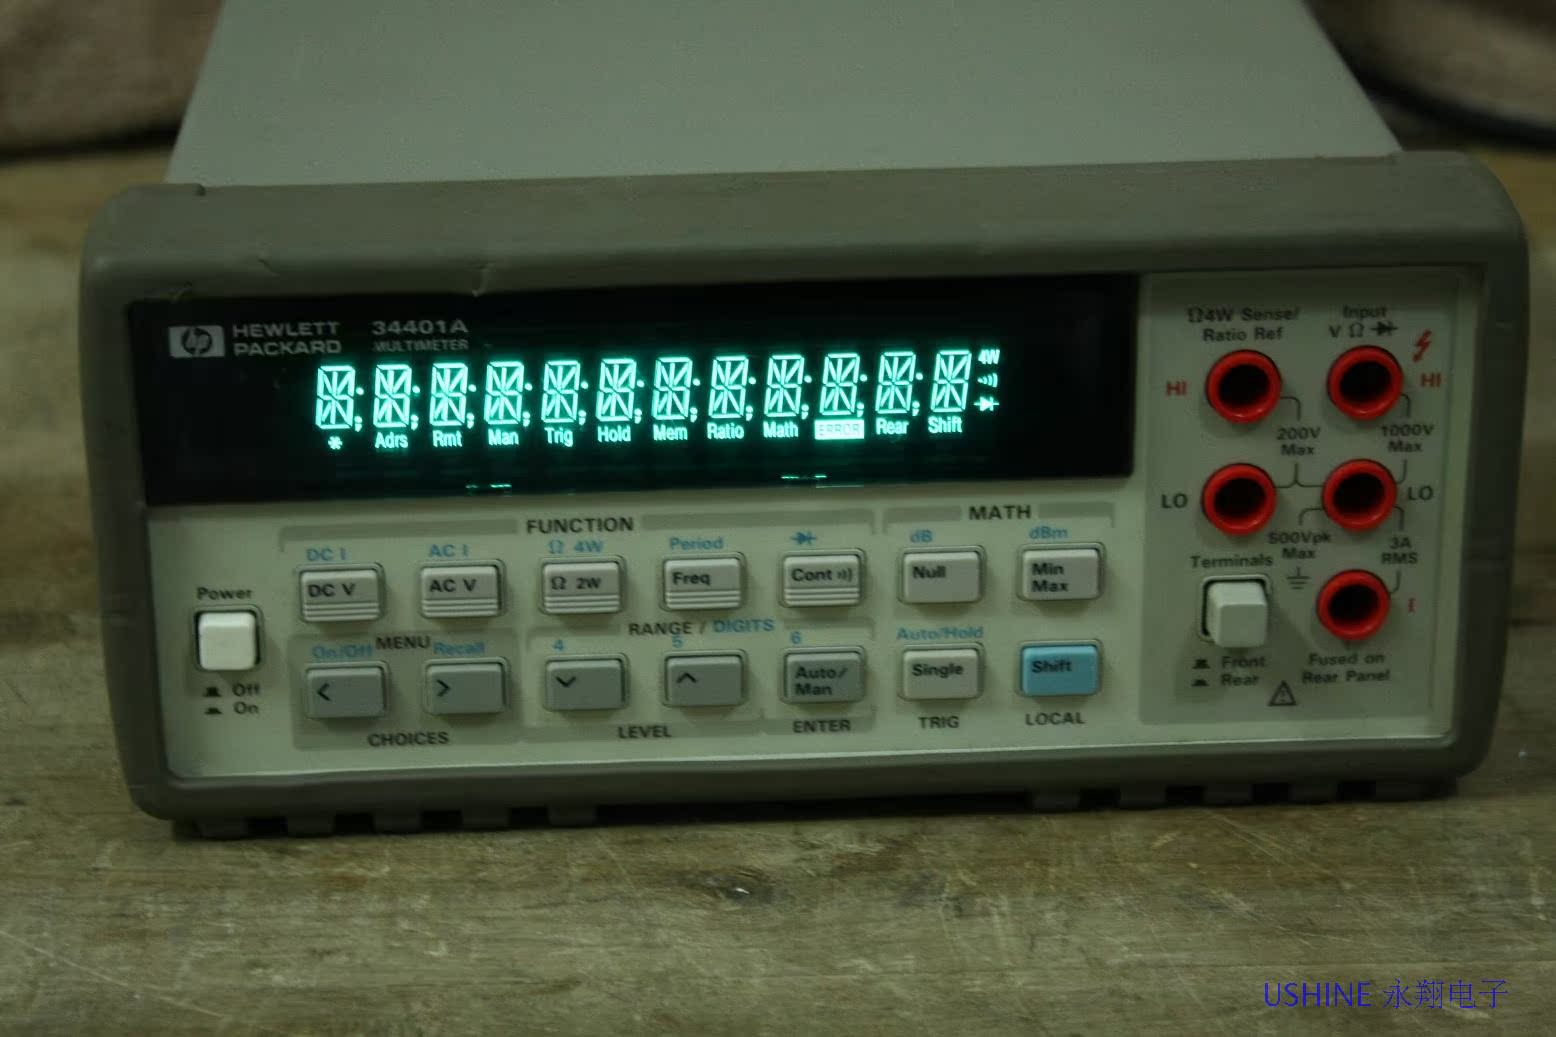 hp HEWLETT PACKARD 34401A MULTIMETER
* Adrs Rmt Man Trig Hold Mem Ratio Math ERROR Rear Shift
4W
FUNCTION MATH
DC I AC I Ω 4W Period dB dBm
DC V AC V Ω 2W Freq Cont Null Min Max
Power
MENU RANGE / DIGITS
On/Off Recall 4 5 6 Auto/Hold
< > Auto/Man Single Shift
Off
On
CHOICES LEVEL ENTER TRIG LOCAL
Ω4W Sense/ Ratio Ref
Input V Ω
HI HI
200V Max 1000V Max
LO LO
500Vpk Max 3A RMS
Terminals
I
Front
Rear
Fused on Rear Panel
USHINE 永翔电子